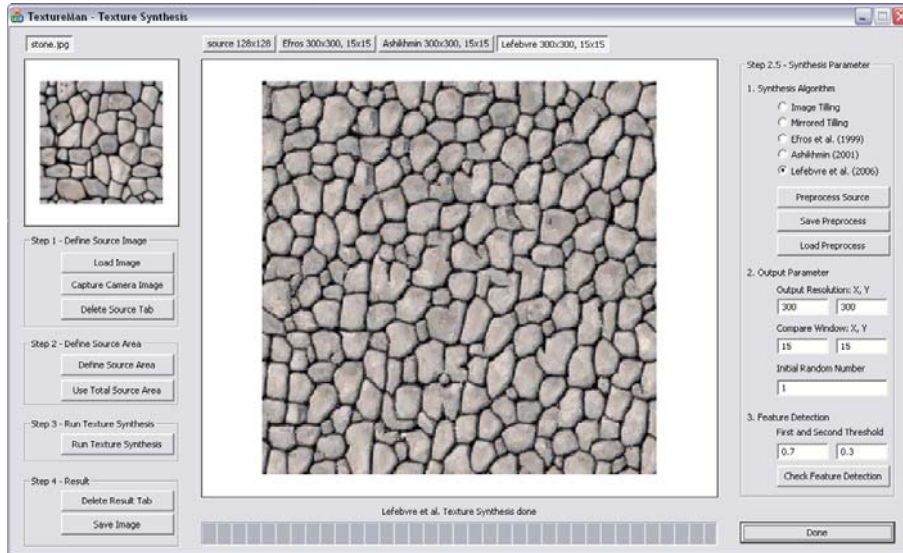 TextureMan - Texture Synthesis
stone.jpg
source 128x128
Efros 300x300, 15x15
Ashikhmin 300x300, 15x15
Lefebvre 300x300, 15x15
Step 1 - Define Source Image
Load Image
Capture Camera Image
Delete Source Tab
Step 2 - Define Source Area
Define Source Area
Use Total Source Area
Step 3 - Run Texture Synthesis
Run Texture Synthesis
Step 4 - Result
Delete Result Tab
Save Image
Lefebvre et al. Texture Synthesis done
Step 2.5 - Synthesis Parameter
1. Synthesis Algorithm
Image Tilling
Mirrored Tilling
Efros et al. (1999)
Ashikhmin (2001)
Lefebvre et al. (2006)
Preprocess Source
Save Preprocess
Load Preprocess
2. Output Parameter
Output Resolution: X, Y
300 300
Compare Window: X, Y
15 15
Initial Random Number
1
3. Feature Detection
First and Second Threshold
0.7 0.3
Check Feature Detection
Done